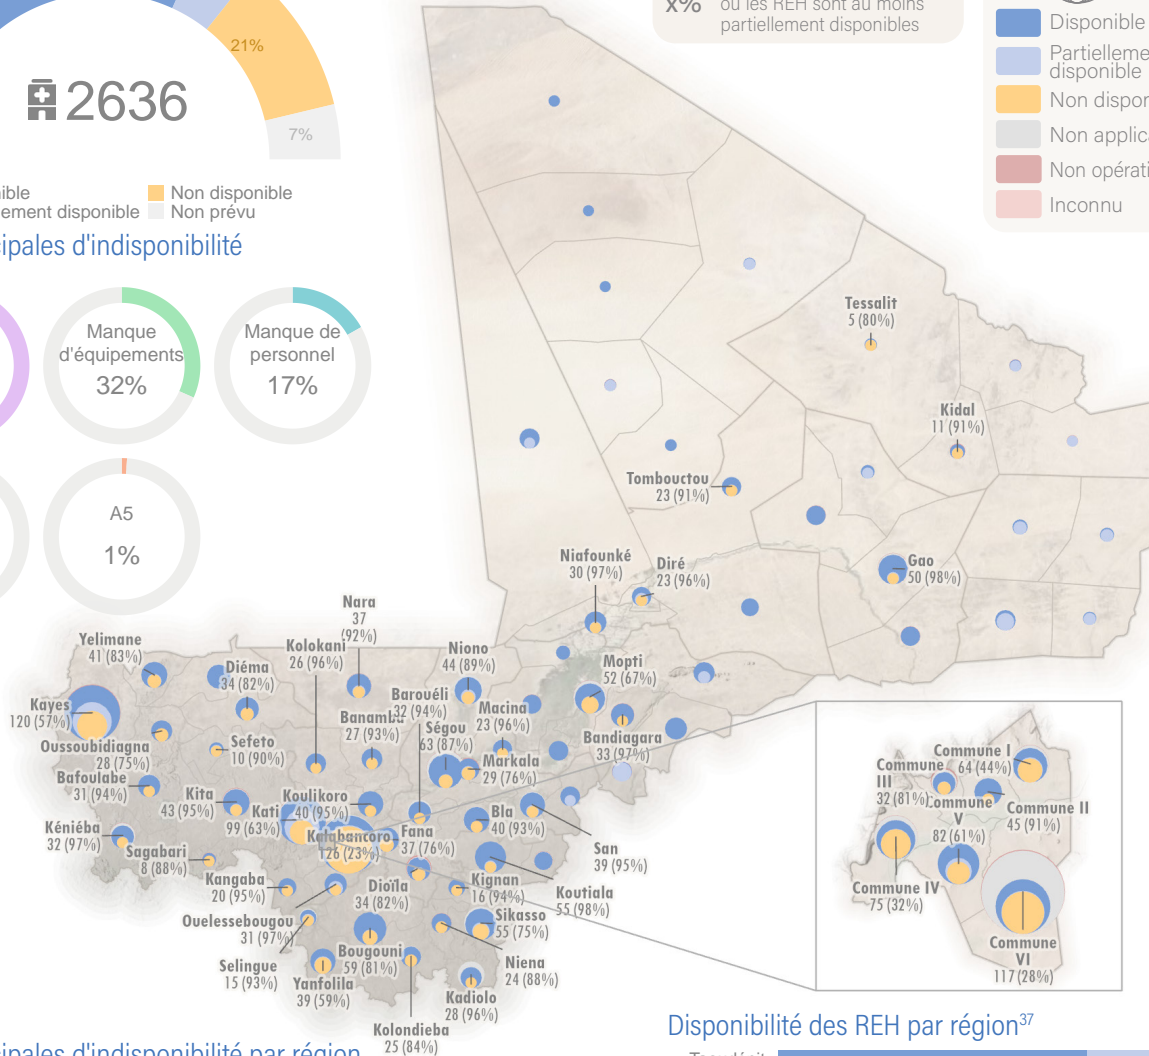 21%
2636
7%
Non disponible
ement disponible
Non prévu
cipales d'indisponibilité
Manque
d'équipements
32%
Manque de
personnel
17%
A5
1%
x%
où les REH sont au moins
partiellement disponibles
Disponible
Partielleme
disponible
Non dispon
Non applica
Non opérati
Inconnu
Tessalit
5 (80%)
Kidal
11 (91%)
Tombouctou
23 (91%)
Gao
50 (98%)
Niafounké
30 (97%)
Diré
23 (96%)
Nara
37
(92%)
Yelimane
41 (83%)
Kolokani
26 (96%)
Niono
44 (89%)
Mopti
52 (67%)
Diéma
34 (82%)
Barouéli
32 (94%)
Macina
23 (96%)
Kayes
120 (57%)
Banamba
27 (93%)
Ségou
63 (87%)
Bandiagara
33 (97%)
Oussoubidiagna
28 (75%)
Sefeto
10 (90%)
Markala
29 (76%)
Bafoulabe
31 (94%)
Kita
43 (95%)
Kati
99 (63%)
Koulikoro
40 (95%)
Bla
40 (93%)
Kéniéba
32 (97%)
Kalabancoro
126 (23%)
Fana
37 (76%)
San
39 (95%)
Sagabari
8 (88%)
Kangaba
20 (95%)
Dioïla
34 (82%)
Kignan
16 (94%)
Koutiala
55 (98%)
Ouelessebougou
31 (97%)
Sikasso
55 (75%)
Selingue
15 (93%)
Bougouni
59 (81%)
Niena
24 (88%)
Yanfolila
39 (59%)
Kadiolo
28 (96%)
Kolondieba
25 (84%)
Commune I
64 (44%)
Commune
III
32 (81%)
Commune
V
82 (61%)
Commune II
45 (91%)
Commune IV
75 (32%)
Commune
VI
117 (28%)
Disponibilité des REH par région37
cipales d'indisponibilité par région